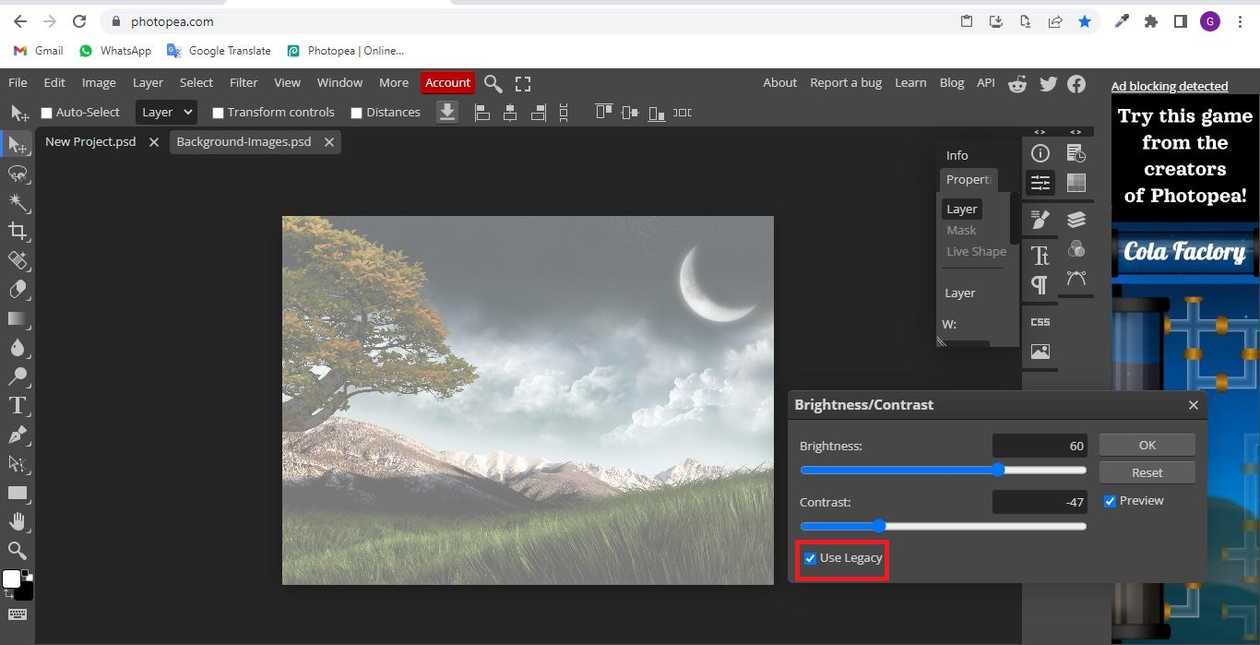 photopea.com
G
Gmail WhatsApp Google Translate Photopea | Online...
File Edit Image Layer Select Filter View Window More Account About Report a bug Learn Blog API
Ad blocking detected
Auto-Select Layer Transform controls Distances
New Project.psd Background-Images.psd
Try this game
from the
creators
of Photopea!
Cola Factory
Info
Properti
Layer
Mask
Live Shape
Layer
W:
CSS
Brightness/Contrast
Brightness: 60 OK
Reset
Contrast: -47 Preview
Use Legacy